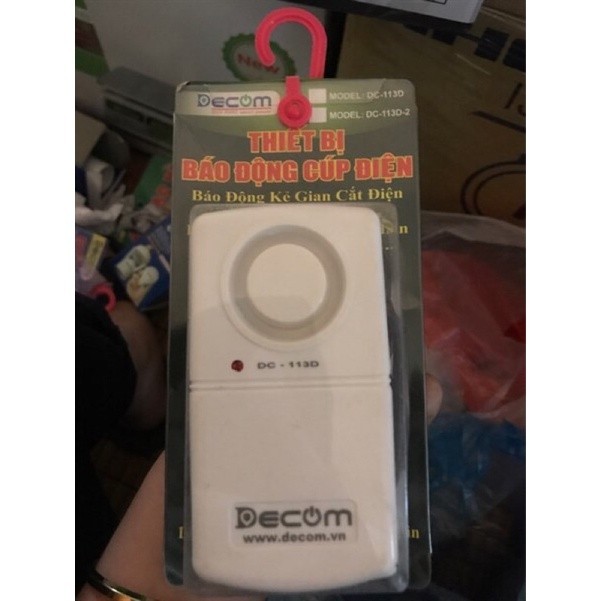 DECOM
MODEL: DC-113D
MODEL: DC-113D-2
THIẾT BỊ
BÁO ĐỘNG CÚP ĐIỆN
Báo Động Kẻ Gian Cắt Điện
DC - 113D
DECOM
www.decom.vn
New